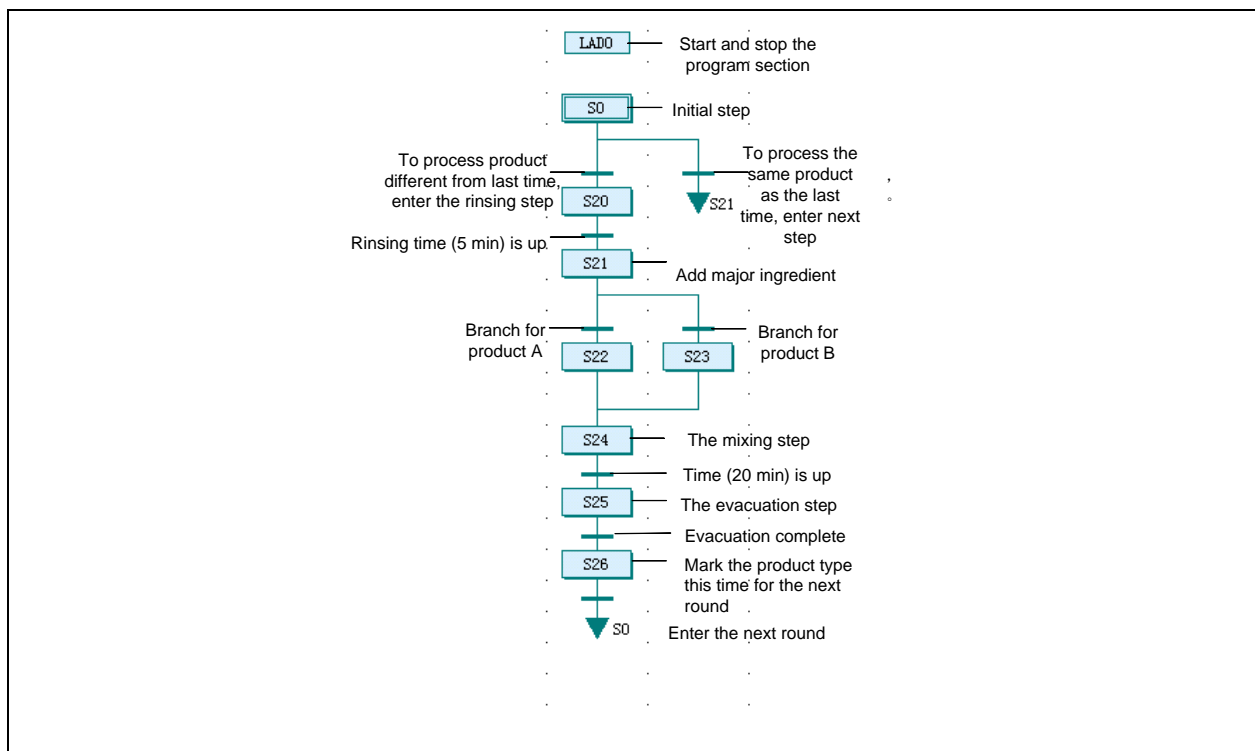 LAD0
Start and stop the
program section
S0
Initial step
To process product
different from last time,
enter the rinsing step
To process the
same product
as the last
time, enter next
step
,
。
S20
S21
Rinsing time (5 min) is up
S21
Add major ingredient
Branch for
product A
Branch for
product B
S22
S23
S24
The mixing step
Time (20 min) is up
S25
The evacuation step
Evacuation complete
S26
Mark the product type
this time for the next
round
S0
Enter the next round